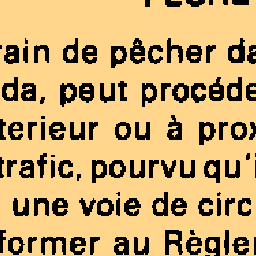 rain de pêcher da
da, peut procéde
terieur ou à prox
trafic, pourvu qu'i
une voie de circ
former au Règler